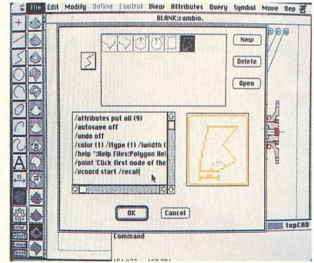 File Edit Modify Define Control View Attributes Query Symbol Move Rep
BLANK:cambio.
New
Delete
Open
/attributes put all (9)
/autosave off
/undo off
/color (1) /ltype (1) /lwidth (
/help ":Help Files:Polygon Hel
/point 'Click first node of the
/ucoord start /recal
OK Cancel
A
12
topCAD
Command